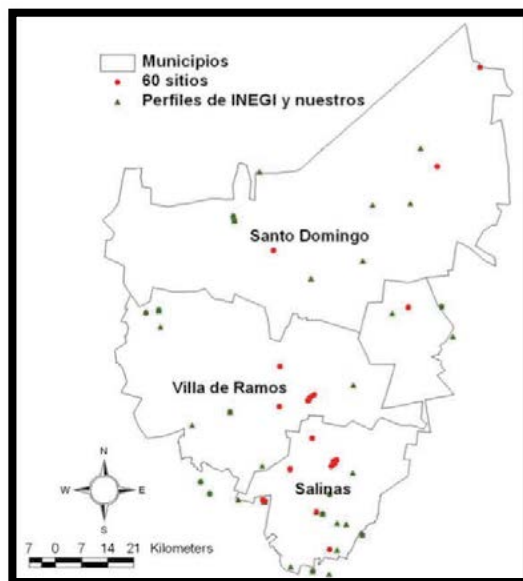 Municipios
60 sitios
Perfiles de INEGI y nuestros
Santo Domingo
Villa de Ramos
Salinas
N
W E
S
7 0 7 14 21 Kilometers